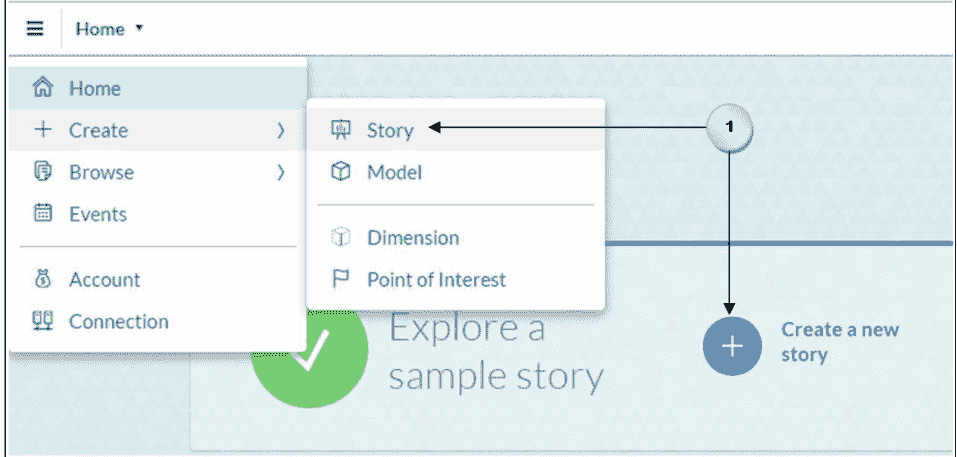 Home
Home
Create
Browse
Events
Account
Connection
Story
Model
Dimension
Point of Interest
1
Explore a
sample story
Create a new
story